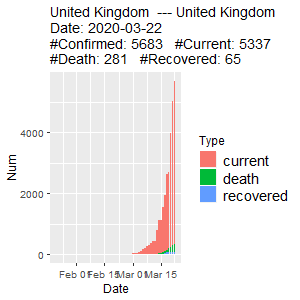 United Kingdom  --- United Kingdom
Date: 2020-03-22
#Confirmed: 5683   #Current: 5337
#Death: 281   #Recovered: 65
Num
4000
2000
0
Feb 01
Feb 15
Mar 01
Mar 15
Date
Type
current
death
recovered